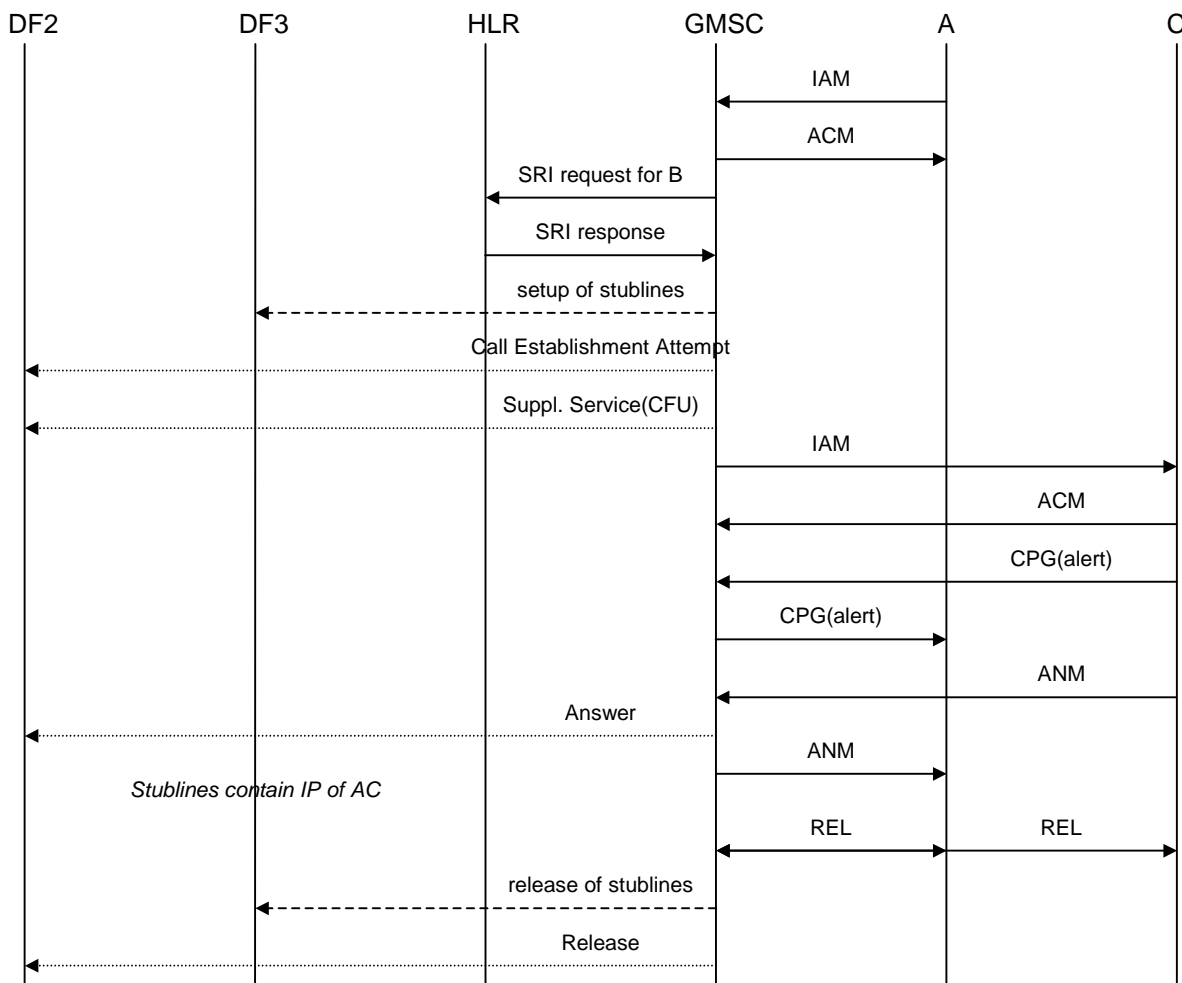 DF2 DF3 HLR GMSC A C
IAM
ACM
SRI request for B
SRI response
setup of stublines
Call Establishment Attempt
Suppl. Service(CFU)
IAM
ACM
CPG(alert)
CPG(alert)
ANM
Answer
ANM
Stublines contain IP of AC
REL REL
release of stublines
Release